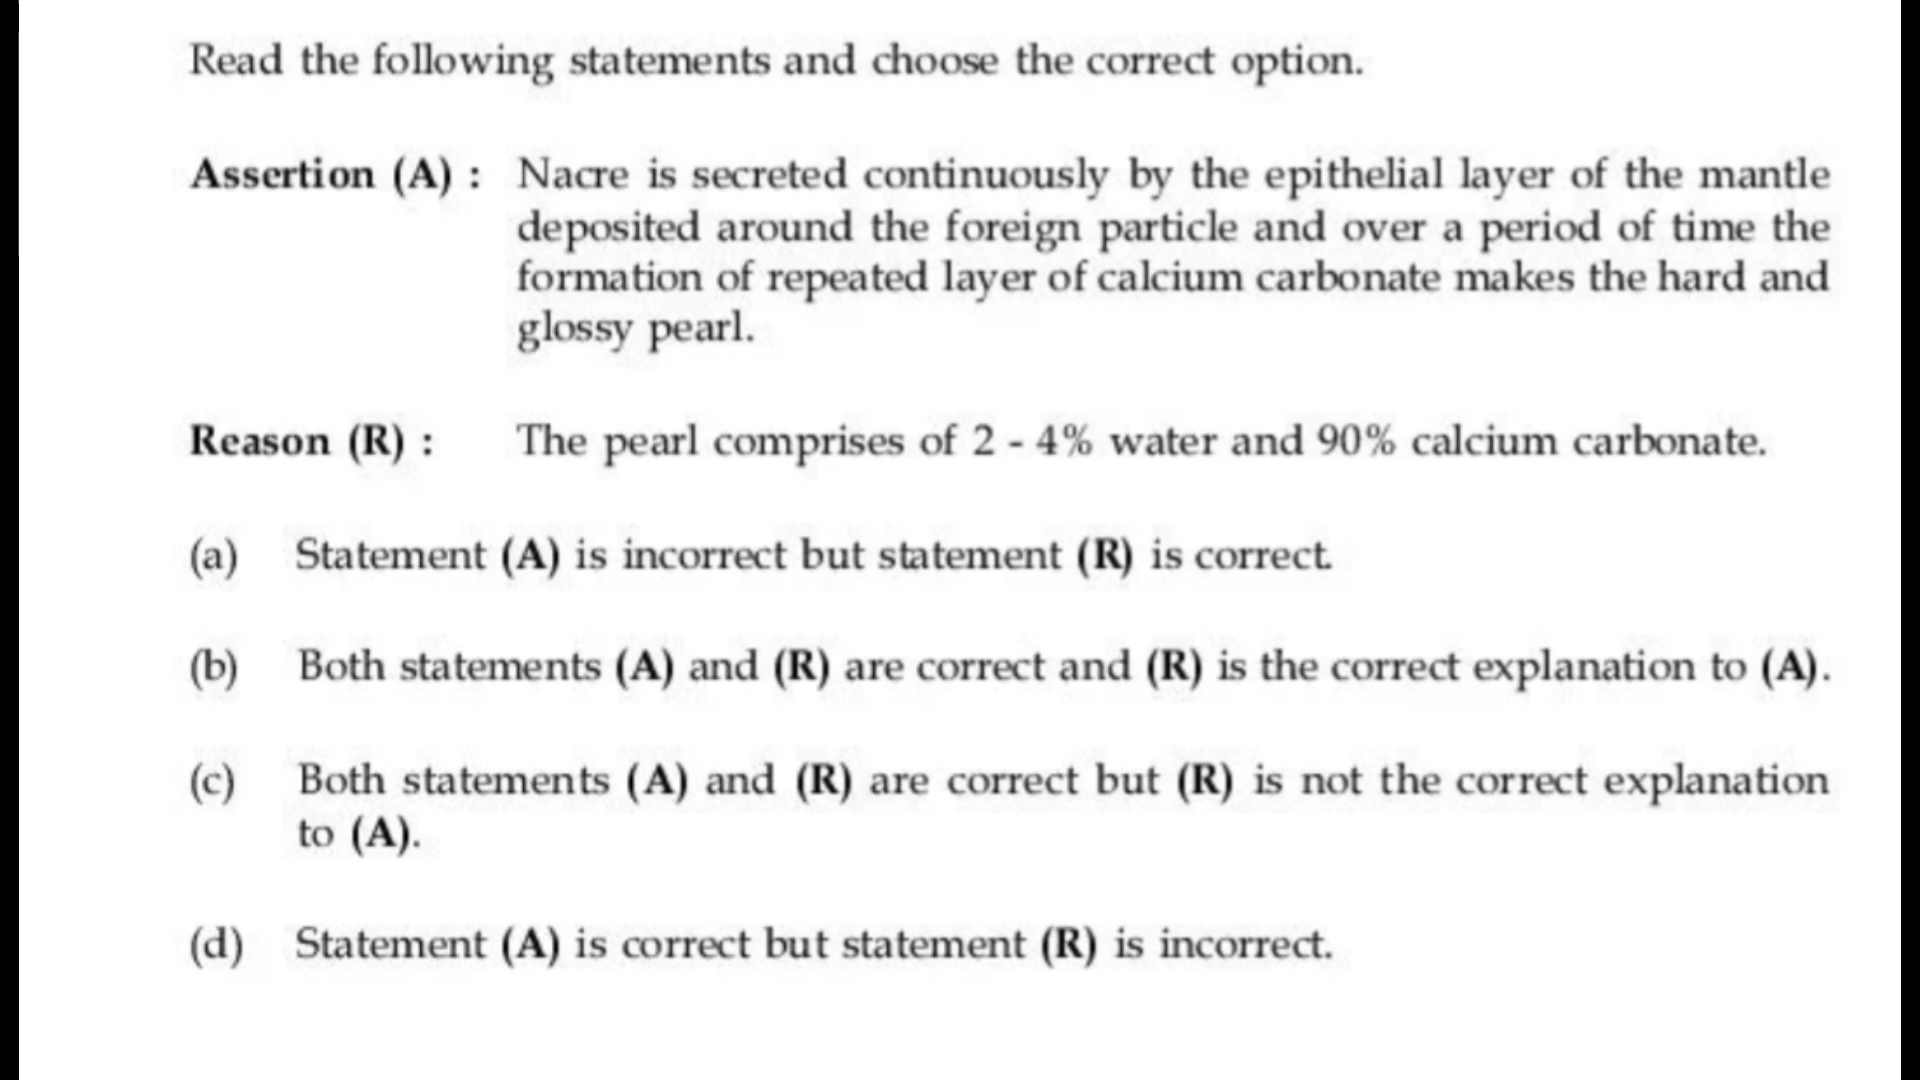 Read the following statements and choose the correct option.
Assertion (A) : Nacre is secreted continuously by the epithelial layer of the mantle
deposited around the foreign particle and over a period of time the
formation of repeated layer of calcium carbonate makes the hard and
glossy pearl.
Reason (R) : The pearl comprises of 2 - 4% water and 90% calcium carbonate.
(a) Statement (A) is incorrect but statement (R) is correct.
(b) Both statements (A) and (R) are correct and (R) is the correct explanation to (A).
(c) Both statements (A) and (R) are correct but (R) is not the correct explanation
to (A).
(d) Statement (A) is correct but statement (R) is incorrect.